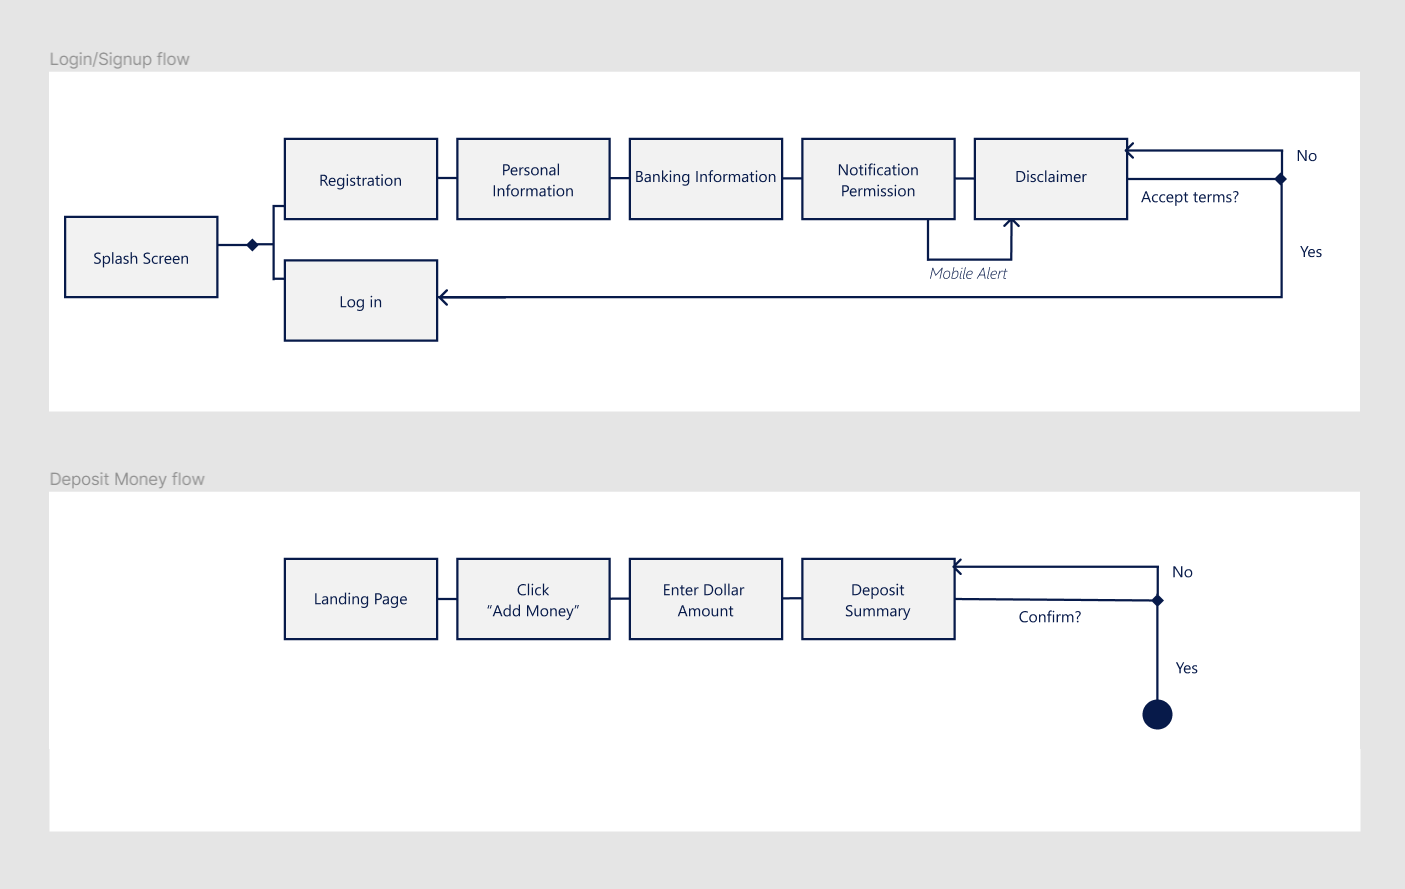 Login/Signup flow
Registration
Personal
Information
Banking Information
Notification
Permission
Disclaimer
No
Accept terms?
Splash Screen
Yes
Mobile Alert
Log in
Deposit Money flow
Landing Page
Click
“Add Money”
Enter Dollar
Amount
Deposit
Summary
No
Confirm?
Yes